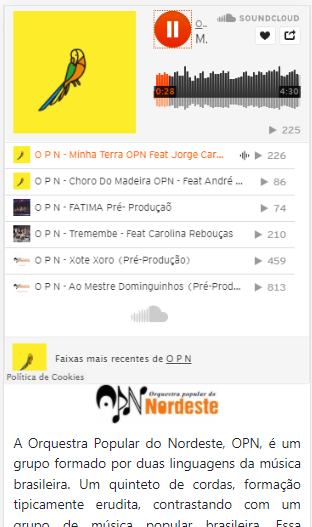 O...
SOUNDCLOUD
M.
0:28
4:30
225
O P N - Minha Terra OPN Feat Jorge Car...
226
O P N - Choro Do Madeira OPN - Feat André ...
86
O P N - FATIMA Pré- Produçaõ
74
O P N - Tremembe - Feat Carolina Rebouças
210
O P N - Xote Xoro (Pré-Produção)
459
O P N - Ao Mestre Dominguinhos (Pré-Prod...
813
Faixas mais recentes de O P N
Política de Cookies
OPN Orquestra popular do
Nordeste
A Orquestra Popular do Nordeste, OPN, é um
grupo formado por duas linguagens da música
brasileira. Um quinteto de cordas, formação
tipicamente erudita, contrastando com um
grupo de música popular brasileira. Essa